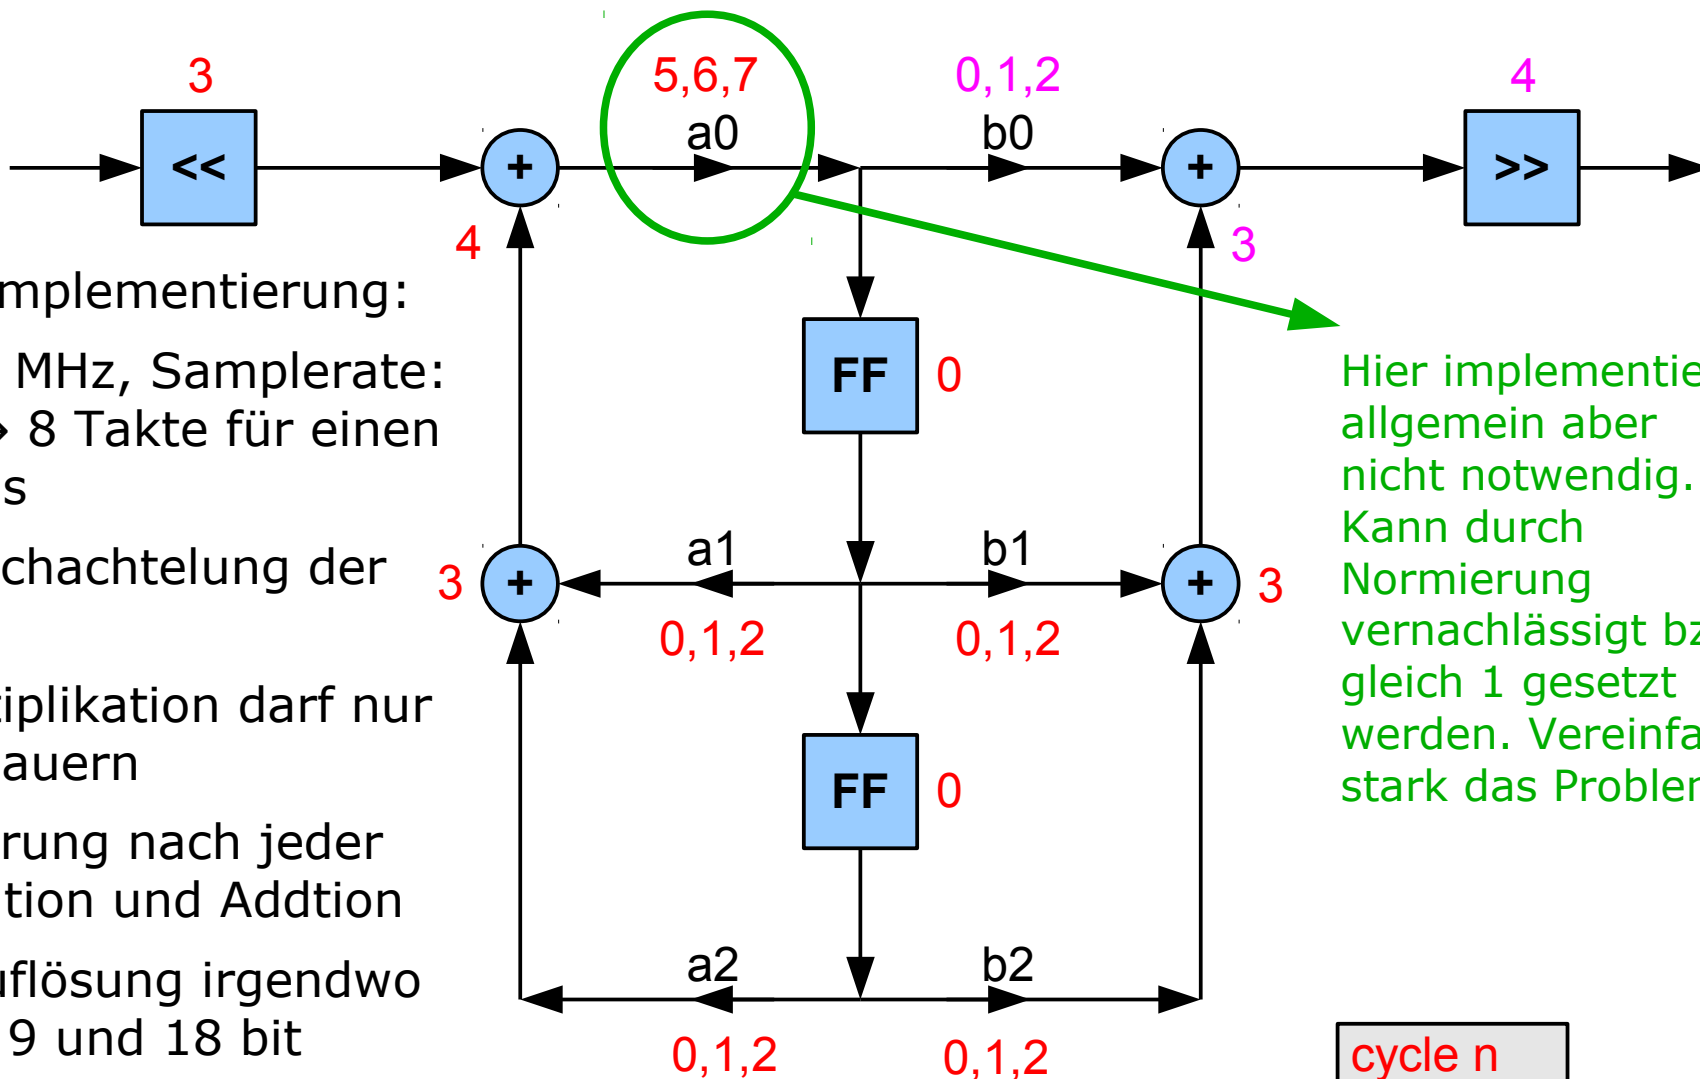 3
5,6,7
0,1,2
4
<<
+
a0
b0
+
>>
4
3
mplementierung:
MHz, Samplerate:
8 Takte für einen
s
chachtelung der
tiplikation darf nur
auern
rung nach jeder
tion und Addtion
uflösung irgendwo
9 und 18 bit
FF
0
3
+
a1
b1
+
3
0,1,2
0,1,2
FF
0
a2
b2
0,1,2
0,1,2
Hier implementie
allgemein aber
nicht notwendig.
Kann durch
Normierung
vernachlässigt bz
gleich 1 gesetzt
werden. Vereinfa
stark das Problem
cycle n